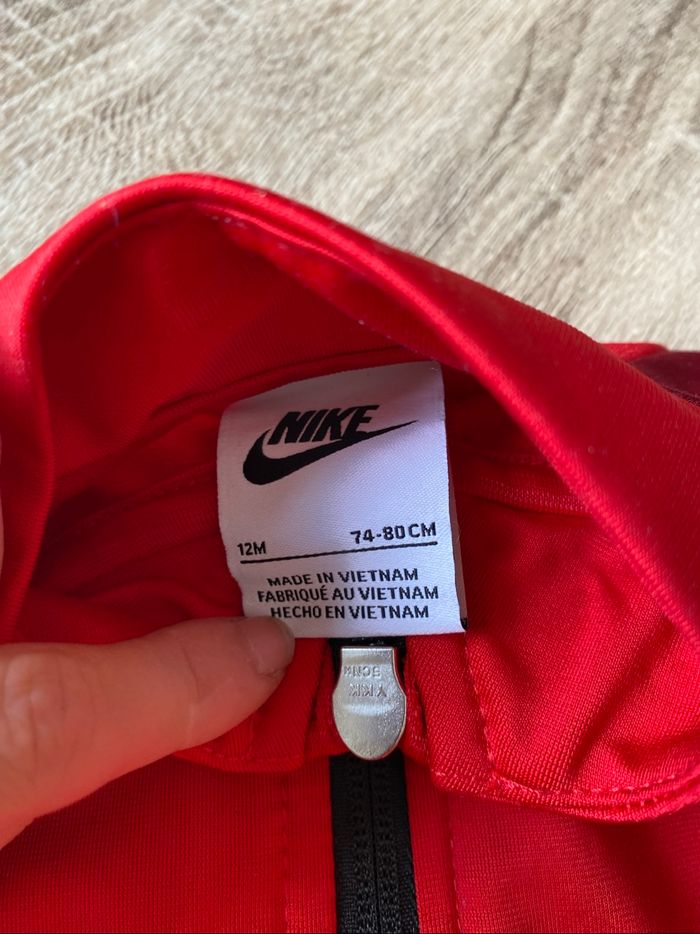 NIKE
12M 74-80CM
MADE IN VIETNAM
FABRIQUÉ AU VIETNAM
HECHO EN VIETNAM